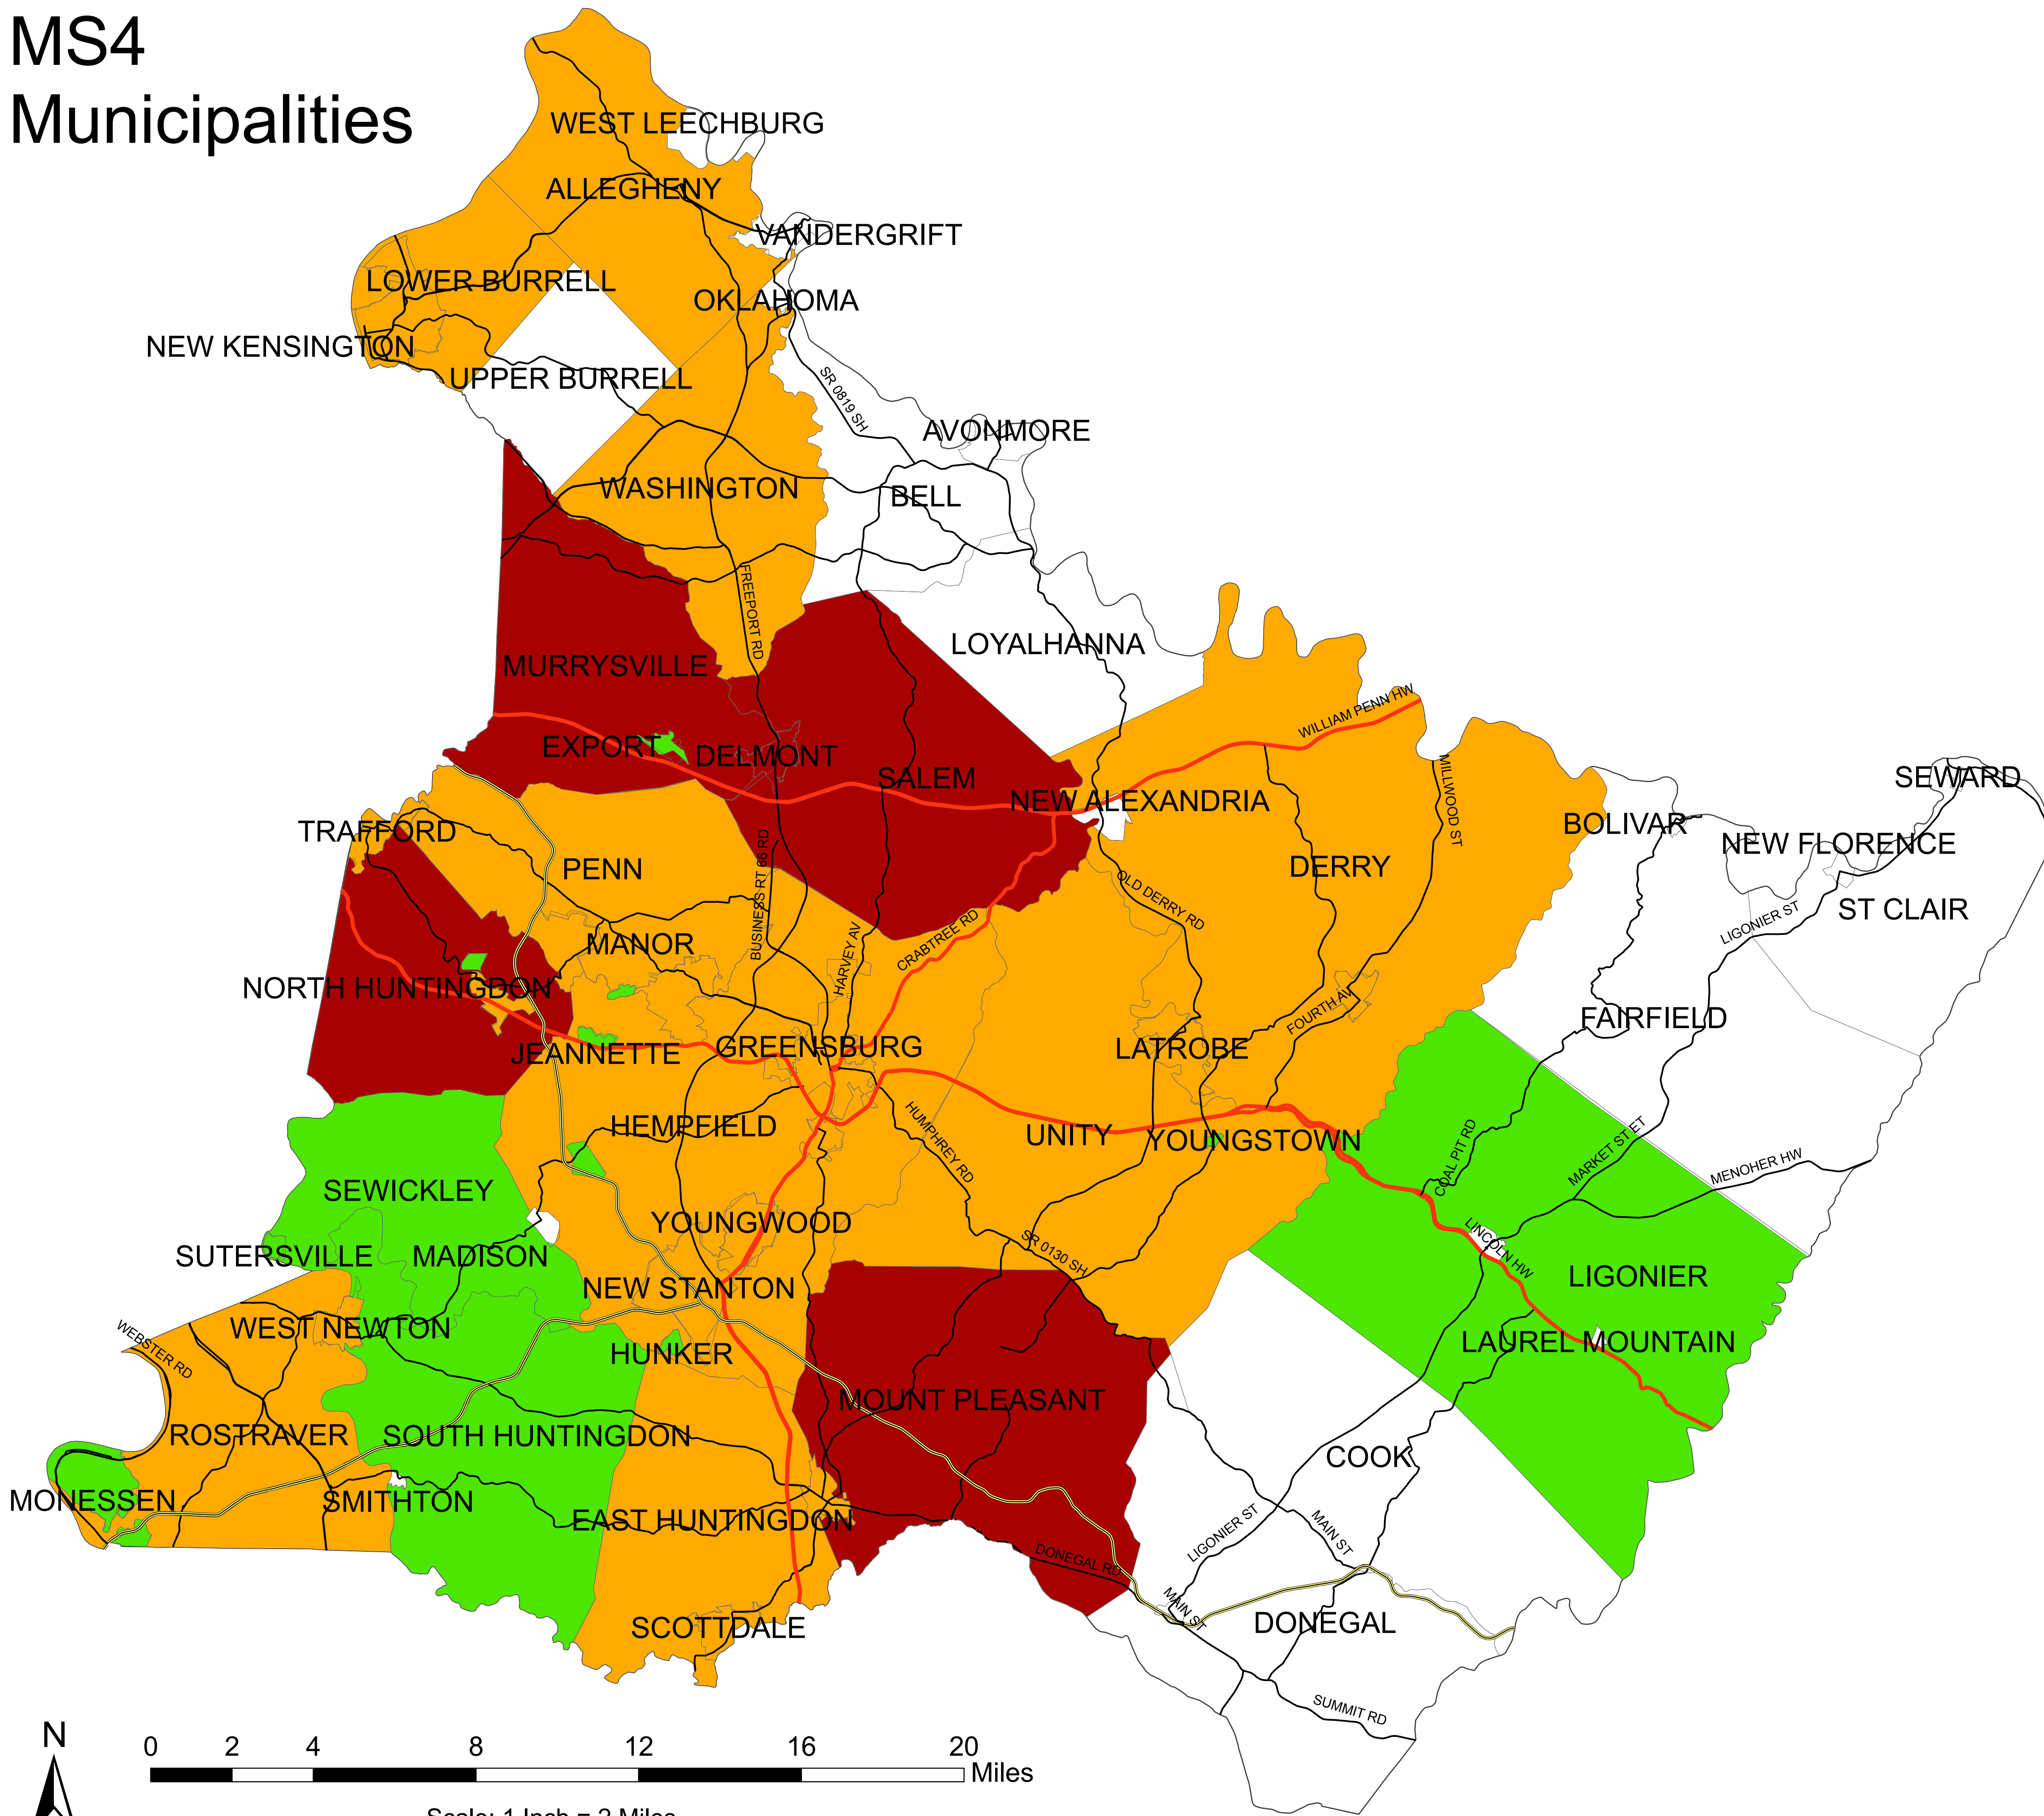 MS4
Municipalities
WEST LEECHBURG
ALLEGHENY
VANDERGRIFT
LOWER BURRELL
OKLAHOMA
NEW KENSINGTON
UPPER BURRELL
SR 0819 SH
AVONMORE
WASHINGTON
BELL
FREEPORT RD
LOYALHANNA
MURRYSVILLE
WILLIAM PENN HW
EXPORT
DELMONT
SALEM
SEWARD
NEW ALEXANDRIA
MILLWOOD ST
BOLIVAR
TRAFFORD
NEW FLORENCE
PENN
DERRY
BUSINESS RT 66 RD
OLD DERRY RD
ST CLAIR
LIGONIER ST
MANOR
HARVEY AV
CRABTREE RD
NORTH HUNTINGDON
FOURTH AV
FAIRFIELD
JEANNETTE
GREENSBURG
LATROBE
HEMPFIELD
HUMPHREY RD
UNITY
YOUNGSTOWN
COAL PIT RD
MARKET ST ET
MENOHER HW
SEWICKLEY
YOUNGWOOD
SUTERSVILLE
MADISON
SR 0130 SH
LINCOLN HW
NEW STANTON
LIGONIER
WEBSTER RD
WEST NEWTON
HUNKER
LAUREL MOUNTAIN
MOUNT PLEASANT
ROSTRAVER
SOUTH HUNTINGDON
COOK
MONESSEN
SMITHTON
EAST HUNTINGDON
LIGONIER ST
MAIN ST
DONEGAL RD
MAIN ST
SCOTTDALE
DONEGAL
SUMMIT RD
N
0 2 4 8 12 16 20
Miles
Scale: 1 Inch = 2 Miles